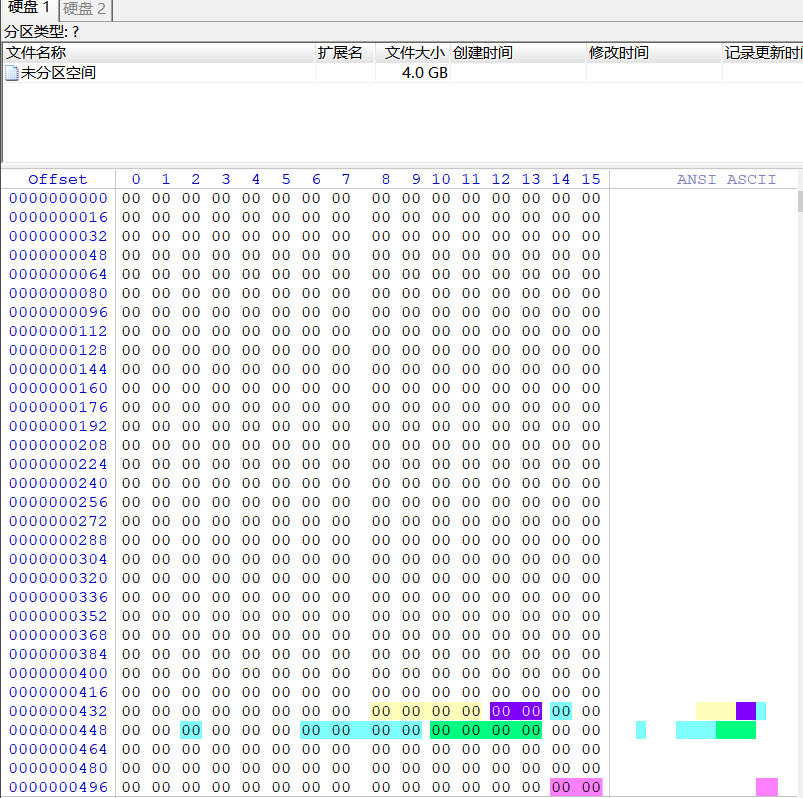 硬盘 1 硬盘 2
分区类型: ?
文件名称 扩展名 文件大小 创建时间 修改时间 记录更新时间
未分区空间 4.0 GB
Offset 0 1 2 3 4 5 6 7 8 9 10 11 12 13 14 15 ANSI ASCII
0000000000 00 00 00 00 00 00 00 00 00 00 00 00 00 00 00 00
0000000016 00 00 00 00 00 00 00 00 00 00 00 00 00 00 00 00
0000000032 00 00 00 00 00 00 00 00 00 00 00 00 00 00 00 00
0000000048 00 00 00 00 00 00 00 00 00 00 00 00 00 00 00 00
0000000064 00 00 00 00 00 00 00 00 00 00 00 00 00 00 00 00
0000000080 00 00 00 00 00 00 00 00 00 00 00 00 00 00 00 00
0000000096 00 00 00 00 00 00 00 00 00 00 00 00 00 00 00 00
0000000112 00 00 00 00 00 00 00 00 00 00 00 00 00 00 00 00
0000000128 00 00 00 00 00 00 00 00 00 00 00 00 00 00 00 00
0000000144 00 00 00 00 00 00 00 00 00 00 00 00 00 00 00 00
0000000160 00 00 00 00 00 00 00 00 00 00 00 00 00 00 00 00
0000000176 00 00 00 00 00 00 00 00 00 00 00 00 00 00 00 00
0000000192 00 00 00 00 00 00 00 00 00 00 00 00 00 00 00 00
0000000208 00 00 00 00 00 00 00 00 00 00 00 00 00 00 00 00
0000000224 00 00 00 00 00 00 00 00 00 00 00 00 00 00 00 00
0000000240 00 00 00 00 00 00 00 00 00 00 00 00 00 00 00 00
0000000256 00 00 00 00 00 00 00 00 00 00 00 00 00 00 00 00
0000000272 00 00 00 00 00 00 00 00 00 00 00 00 00 00 00 00
0000000288 00 00 00 00 00 00 00 00 00 00 00 00 00 00 00 00
0000000304 00 00 00 00 00 00 00 00 00 00 00 00 00 00 00 00
0000000320 00 00 00 00 00 00 00 00 00 00 00 00 00 00 00 00
0000000336 00 00 00 00 00 00 00 00 00 00 00 00 00 00 00 00
0000000352 00 00 00 00 00 00 00 00 00 00 00 00 00 00 00 00
0000000368 00 00 00 00 00 00 00 00 00 00 00 00 00 00 00 00
0000000384 00 00 00 00 00 00 00 00 00 00 00 00 00 00 00 00
0000000400 00 00 00 00 00 00 00 00 00 00 00 00 00 00 00 00
0000000416 00 00 00 00 00 00 00 00 00 00 00 00 00 00 00 00
0000000432 00 00 00 00 00 00 00 00 00 00 00 00 00 00 00 00
0000000448 00 00 00 00 00 00 00 00 00 00 00 00 00 00 00 00
0000000464 00 00 00 00 00 00 00 00 00 00 00 00 00 00 00 00
0000000480 00 00 00 00 00 00 00 00 00 00 00 00 00 00 00 00
0000000496 00 00 00 00 00 00 00 00 00 00 00 00 00 00 00 00